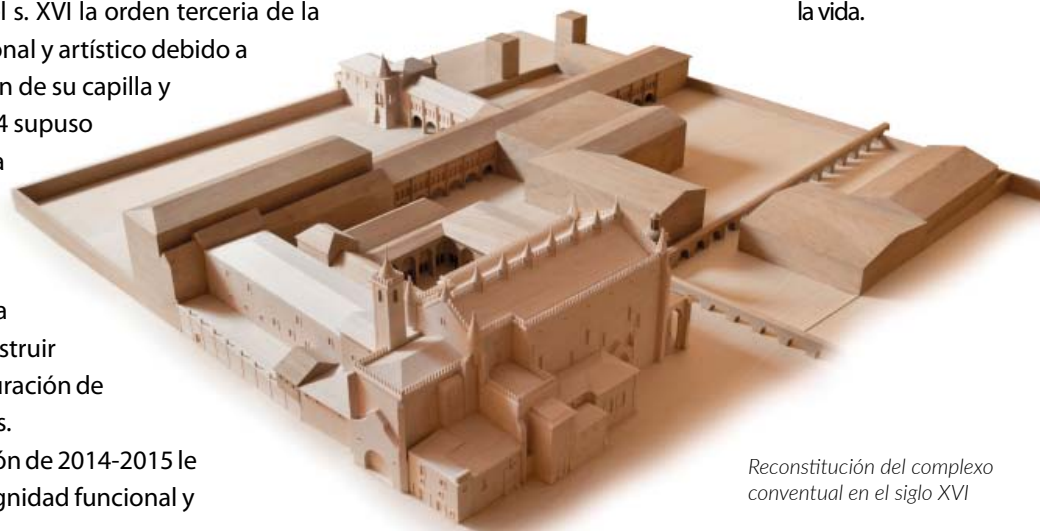 l s. XVI la orden terceria de la
onal y artístico debido a
n de su capilla y
4 supuso
a
a
struir
uración de
s.
ón de 2014-2015 le
gnidad funcional y
la vida.
Reconstitución del complexo
conventual en el siglo XVI